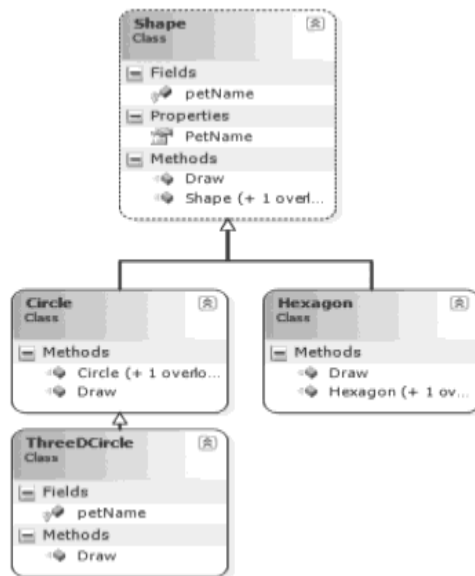 Shape
Class
Fields
petName
Properties
PetName
Methods
Draw
Shape (+ 1 overl...
Circle
Class
Methods
Circle (+ 1 overlo...
Draw
Hexagon
Class
Methods
Draw
Hexagon (+ 1 ov...
ThreeDCircle
Class
Fields
petName
Methods
Draw